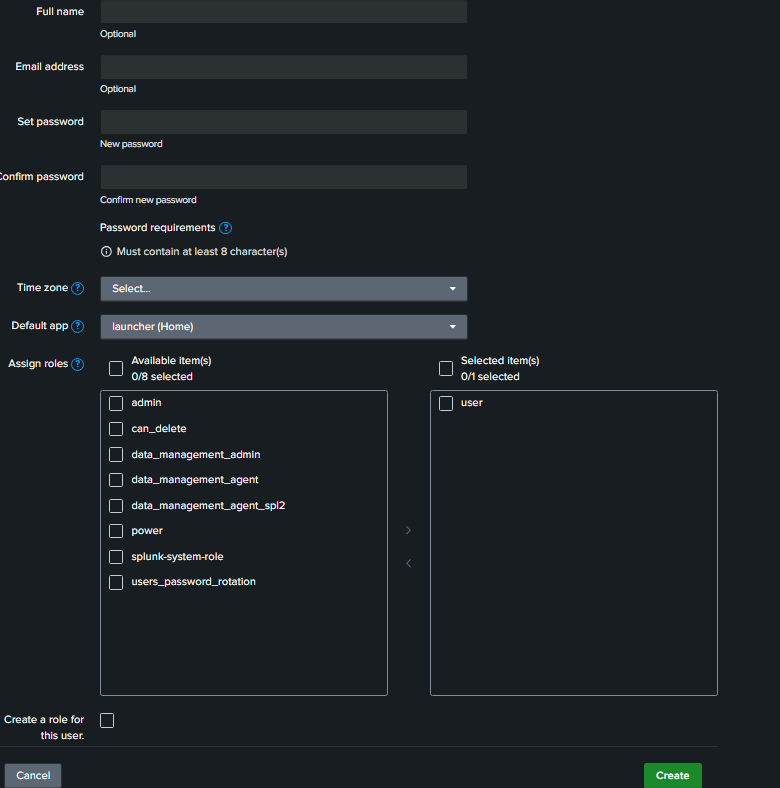 Full name
Optional
Email address
Optional
Set password
New password
Confirm password
Confirm new password
Password requirements ?
Must contain at least 8 character(s)
Time zone ? Select...
Default app ? launcher (Home)
Assign roles ?
Available item(s)
0/8 selected
admin
can_delete
data_management_admin
data_management_agent
data_management_agent_spl2
power
splunk-system-role
users_password_rotation
Selected item(s)
0/1 selected
user
Create a role for
this user.
Cancel
Create